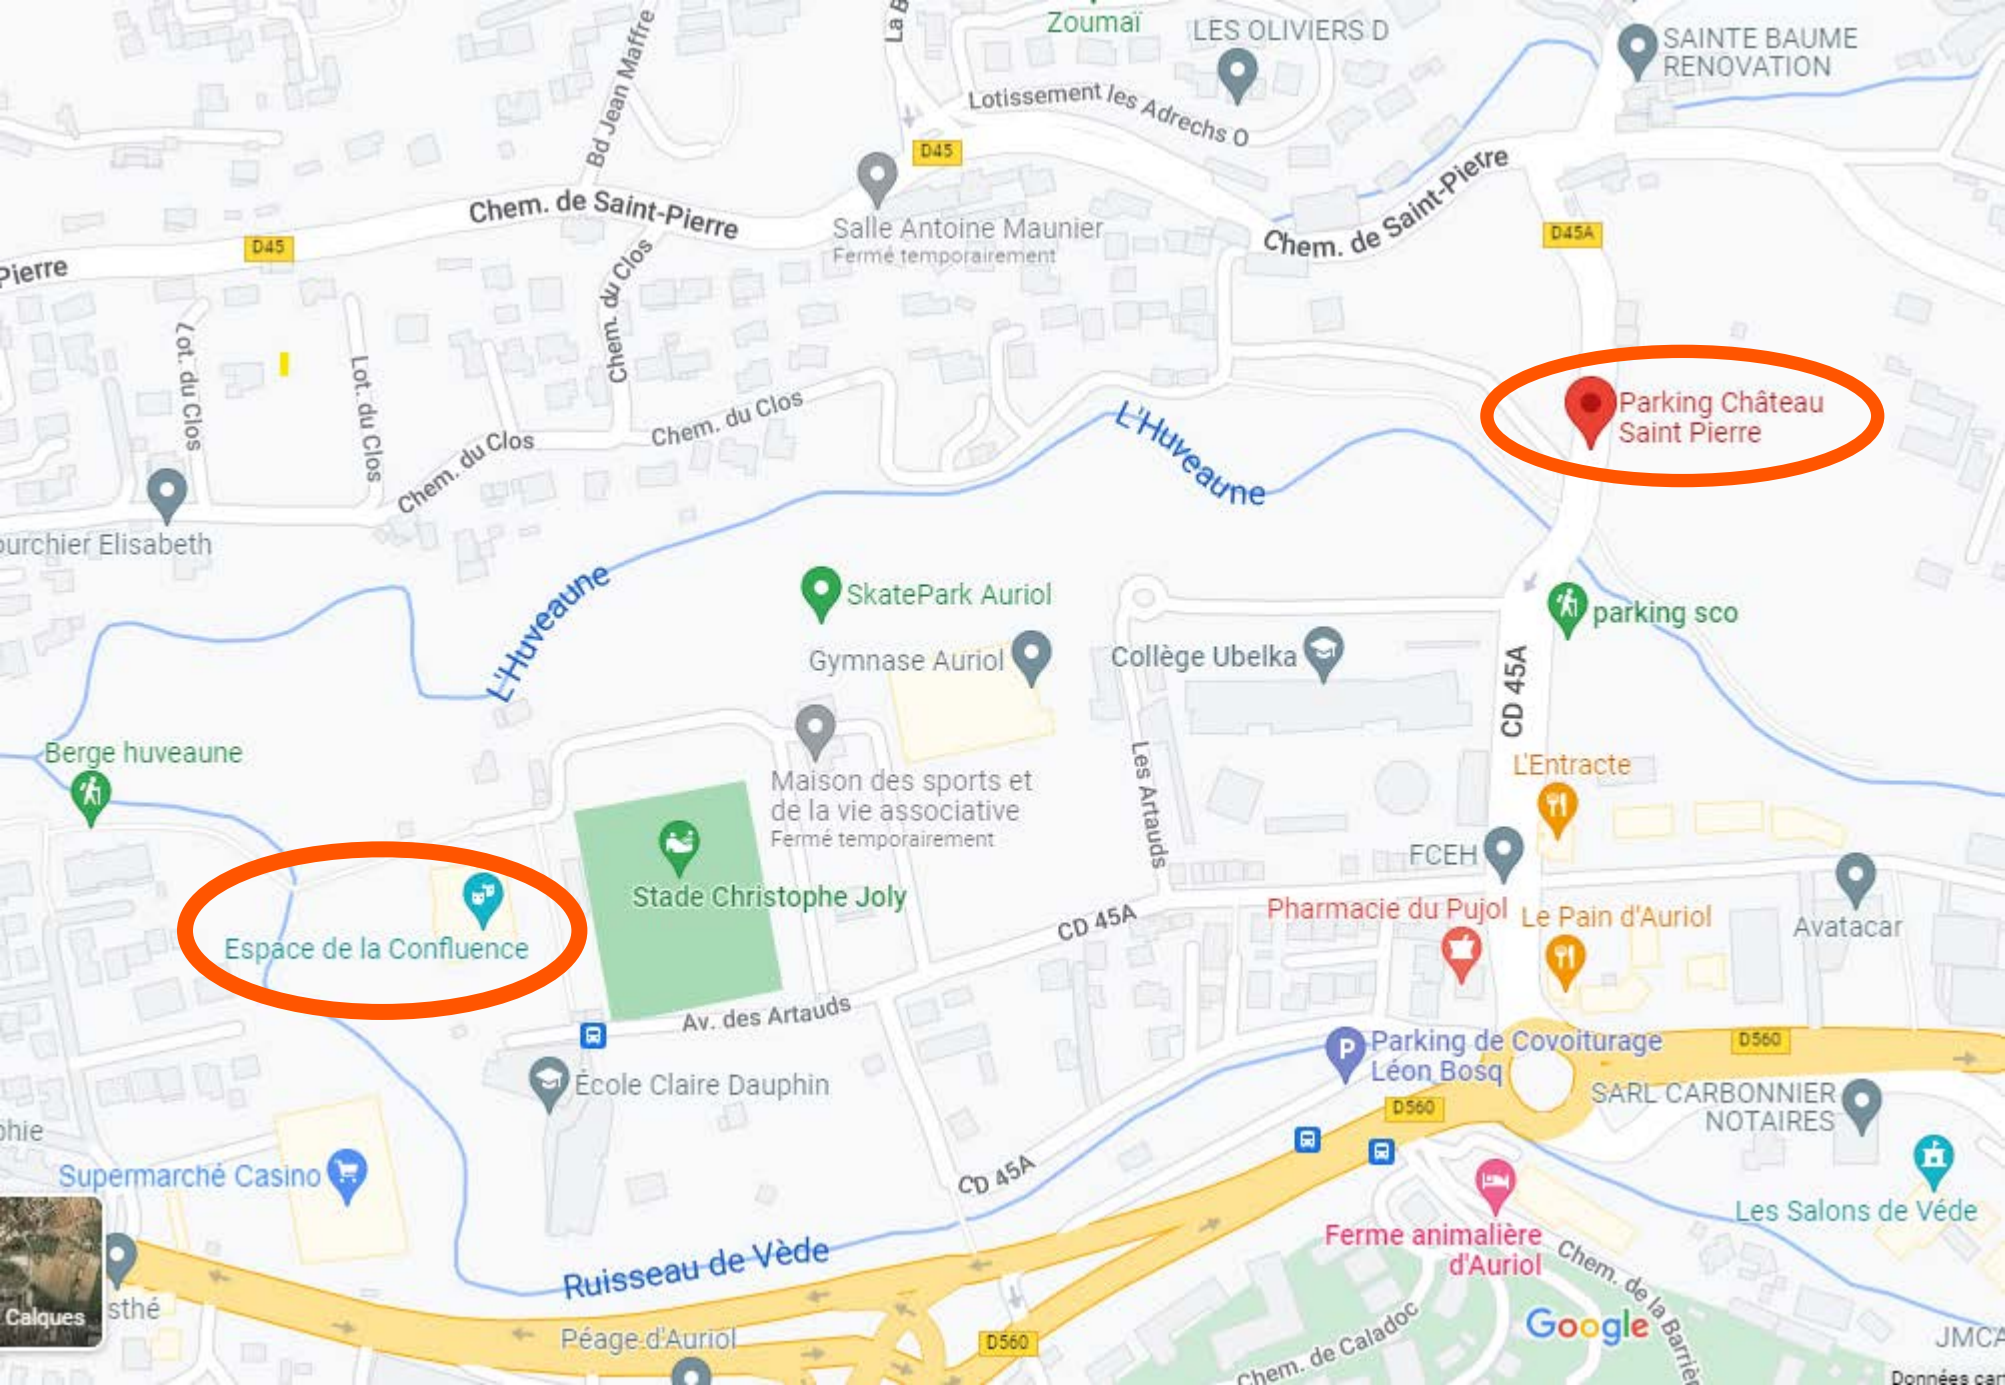 La B
Zoumaï
LES OLIVIERS D
SAINTE BAUME
RENOVATION
Bd Jean Maffre
Lotissement les Adrechs O
D45
Chem. de Saint-Pierre
Chem. de Saint-Pierre
Salle Antoine Maunier
Fermé temporairement
D45
D45A
Pierre
Chem. du Clos
Lot. du Clos
Lot. du Clos
Parking Château
Saint Pierre
Chem. du Clos
Chem. du Clos
L'Huveaune
ourchier Elisabeth
L'Huveaune
SkatePark Auriol
parking sco
Gymnase Auriol
Collège Ubelka
CD 45A
Berge huveaune
Maison des sports et
de la vie associative
Fermé temporairement
Les Artauds
L'Entracte
FCEH
Stade Christophe Joly
CD 45A
Pharmacie du Pujol
Le Pain d'Auriol
Avatacar
Espace de la Confluence
Av. des Artauds
Parking de Covoiturage
Léon Bosq
D560
École Claire Dauphin
D560
SARL CARBONNIER
NOTAIRES
phie
Supermarché Casino
CD 45A
Les Salons de Véde
Ferme animalière
d'Auriol
Ruisseau de Vède
Chem. de la Barrièr
Calques
sthé
Péage d'Auriol
D560
Chem. de Caladoc
Google
JMCA
Données car